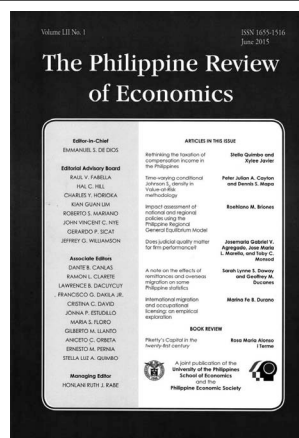 Volume LII No. 1
ISSN 1655-1516
June 2015
The Philippine Review
of Economics
Editor-in-Chief
EMMANUEL S. DE DIOS
Editorial Advisory Board
RAUL V. FABELLA
HAL C. HILL
CHARLES Y. HORIOKA
KIAN GUAN LIM
ROBERTO S. MARIANO
JOHN VINCENT C. NYE
GERARDO P. SICAT
JEFFREY G. WILLIAMSON
Associate Editors
DANTE B. CANLAS
RAMON L. CLARETE
LAWRENCE B. DACUYCUY
FRANCISCO G. DAKILA JR.
CRISTINA C. DAVID
JONNA P. ESTUDILLO
MARIA S. FLORO
GILBERTO M. LLANTO
ANICETO C. ORBETA
ERNESTO M. PERNIA
STELLA LUZ A. QUIMBO
Managing Editor
HONLANI RUTH J. RABE
ARTICLES IN THIS ISSUE
Rethinking the taxation of
compensation income in
the Philippines
Stella Quimbo and
Xylee Javier
Time-varying conditional
Johnson SU density in
Value-at-Risk
methodology
Peter Julian A. Cayton
and Dennis S. Mapa
Impact assessment of
national and regional
policies using the
Philippine Regional
General Equilibrium Model
Roehlano M. Briones
Does judicial quality matter
for firm performance?
Josemaria Gabriel V.
Agregado, Jose Maria
L. Marella, and Toby C.
Monsod
A note on the effects of
remittances and overseas
migration on some
Philippine statistics
Sarah Lynne S. Daway
and Geoffrey M.
Ducanes
International migration
and occupational
licensing: an empirical
exploration
Marina Fe B. Durano
BOOK REVIEW
Piketty's Capital in the
twenty-first century
Rosa Maria Alonso
I Terme
A joint publication of the
University of the Philippines
School of Economics
and the
Philippine Economic Society